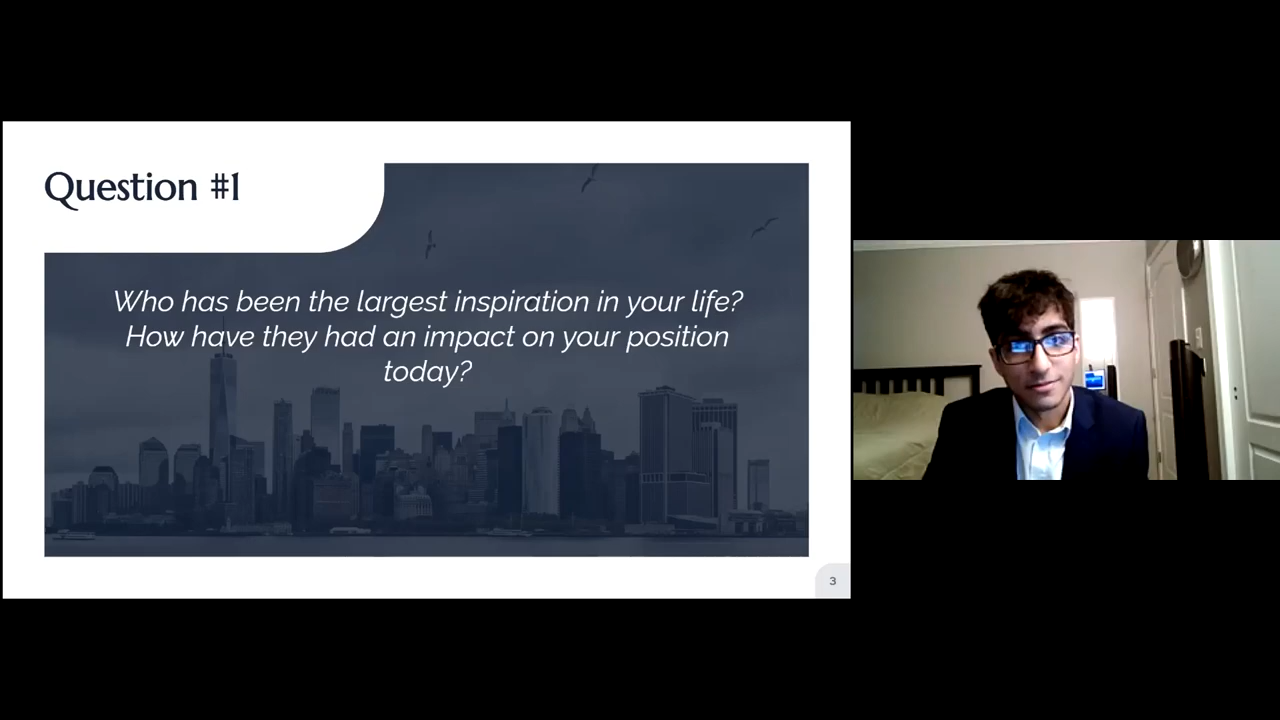 Question #1
Who has been the largest inspiration in your life?
How have they had an impact on your position
today?
3